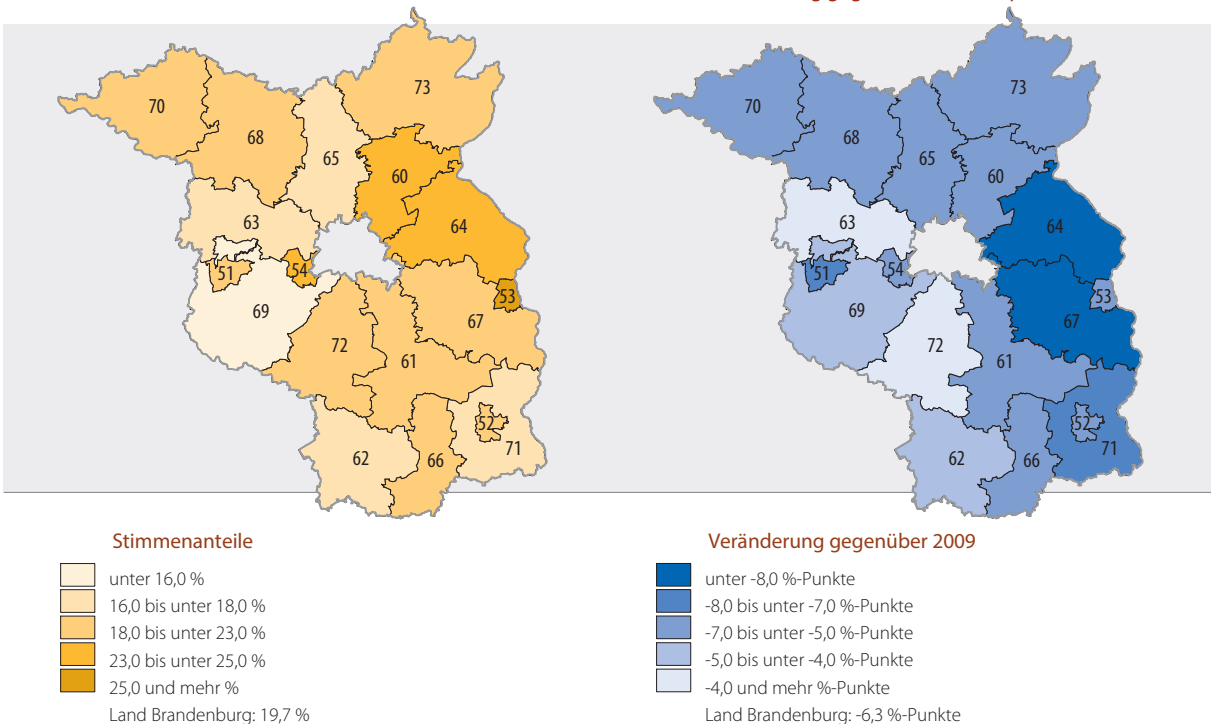 70
68
65
73
60
64
63
51
54
69
53
67
72
61
52
71
62
66
70
68
65
73
60
64
63
51
54
69
53
67
72
61
52
71
62
66
Stimmenanteile
unter 16,0 %
16,0 bis unter 18,0 %
18,0 bis unter 23,0 %
23,0 bis unter 25,0 %
25,0 und mehr %
Land Brandenburg: 19,7 %
Veränderung gegenüber 2009
unter -8,0 %-Punkte
-8,0 bis unter -7,0 %-Punkte
-7,0 bis unter -5,0 %-Punkte
-5,0 bis unter -4,0 %-Punkte
-4,0 und mehr %-Punkte
Land Brandenburg: -6,3 %-Punkte